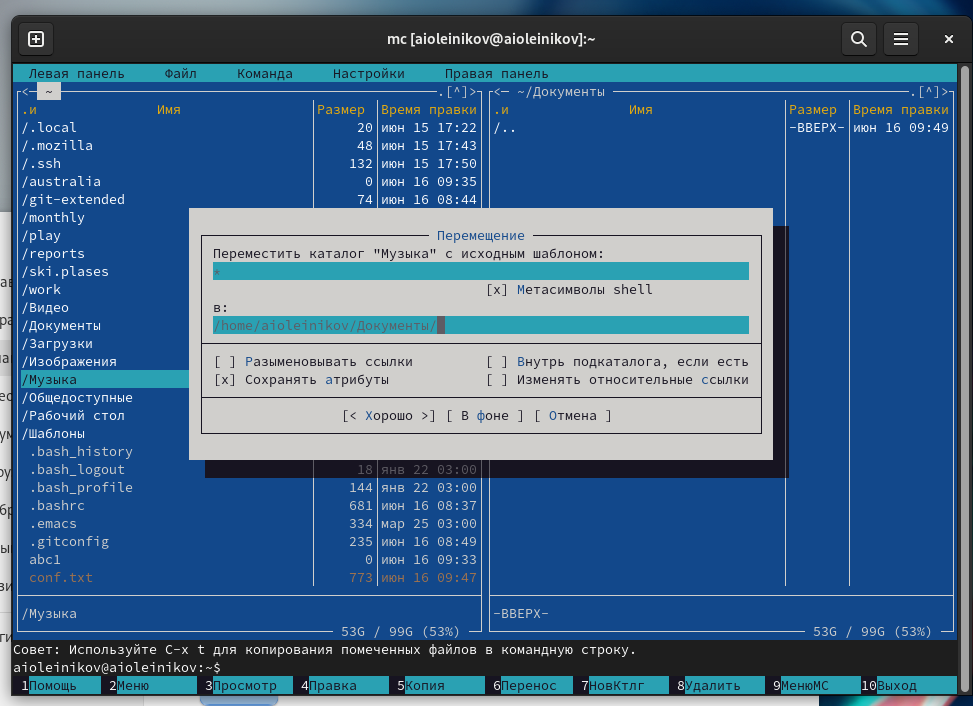 mc [aioleinikov@aioleinikov]:~
Левая панель Файл Команда Настройки Правая панель
<─ ~ .[^]>
<─ ~/Документы .[^]>
.и Имя Размер Время правки .и Имя Размер Время правки
/.local 20 июн 15 17:22 /.. -ВВЕРХ- июн 16 09:49
/.mozilla 48 июн 15 17:43
/.ssh 132 июн 15 17:50
/australia 0 июн 16 09:35
/git-extended 74 июн 16 08:44
/monthly
/play
/reports
/ski.plases
/work
/Видео
/Документы
/Загрузки
/Изображения
/Музыка
/Общедоступные
/Рабочий стол
/Шаблоны
.bash_history
.bash_logout 18 янв 22 03:00
.bash_profile 144 янв 22 03:00
.bashrc 681 июн 16 08:37
.emacs 334 мар 25 03:00
.gitconfig 235 июн 16 08:49
abc1 0 июн 16 09:33
conf.txt 773 июн 16 09:47
Перемещение
Переместить каталог "Музыка" с исходным шаблоном:
*
[x] Метасимволы shell
в:
/home/aioleinikov/Документы/
[ ] Разыменовывать ссылки [ ] Внутрь подкаталога, если есть
[x] Сохранять атрибуты [ ] Изменять относительные ссылки
[< Хорошо >] [ В фоне ] [ Отмена ]
/Музыка -ВВЕРХ-
53G / 99G (53%) 53G / 99G (53%)
Совет: Используйте C-x t для копирования помеченных файлов в командную строку.
aioleinikov@aioleinikov:~$
1Помощь 2Меню 3Просмотр 4Правка 5Копия 6Перенос 7НовКтлг 8Удалить 9МенюМС 10Выход